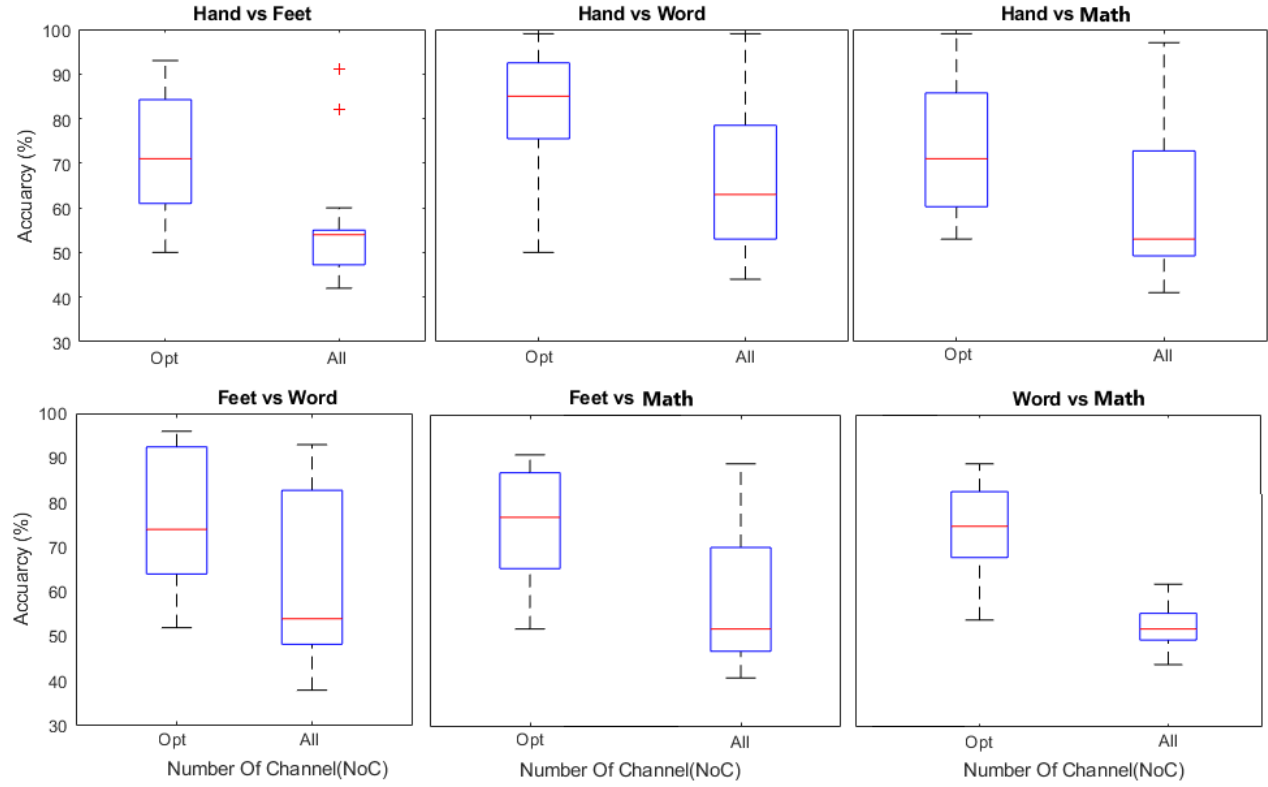 Hand vs Feet
Hand vs Word
Hand vs Math
Accuarcy (%)
100
90
80
70
60
50
40
30
Opt
All
Opt
All
Opt
All
Feet vs Word
Feet vs Math
Word vs Math
Accuarcy (%)
100
90
80
70
60
50
40
30
Opt
All
Opt
All
Opt
All
Number Of Channel(NoC)
Number Of Channel(NoC)
Number Of Channel(NoC)